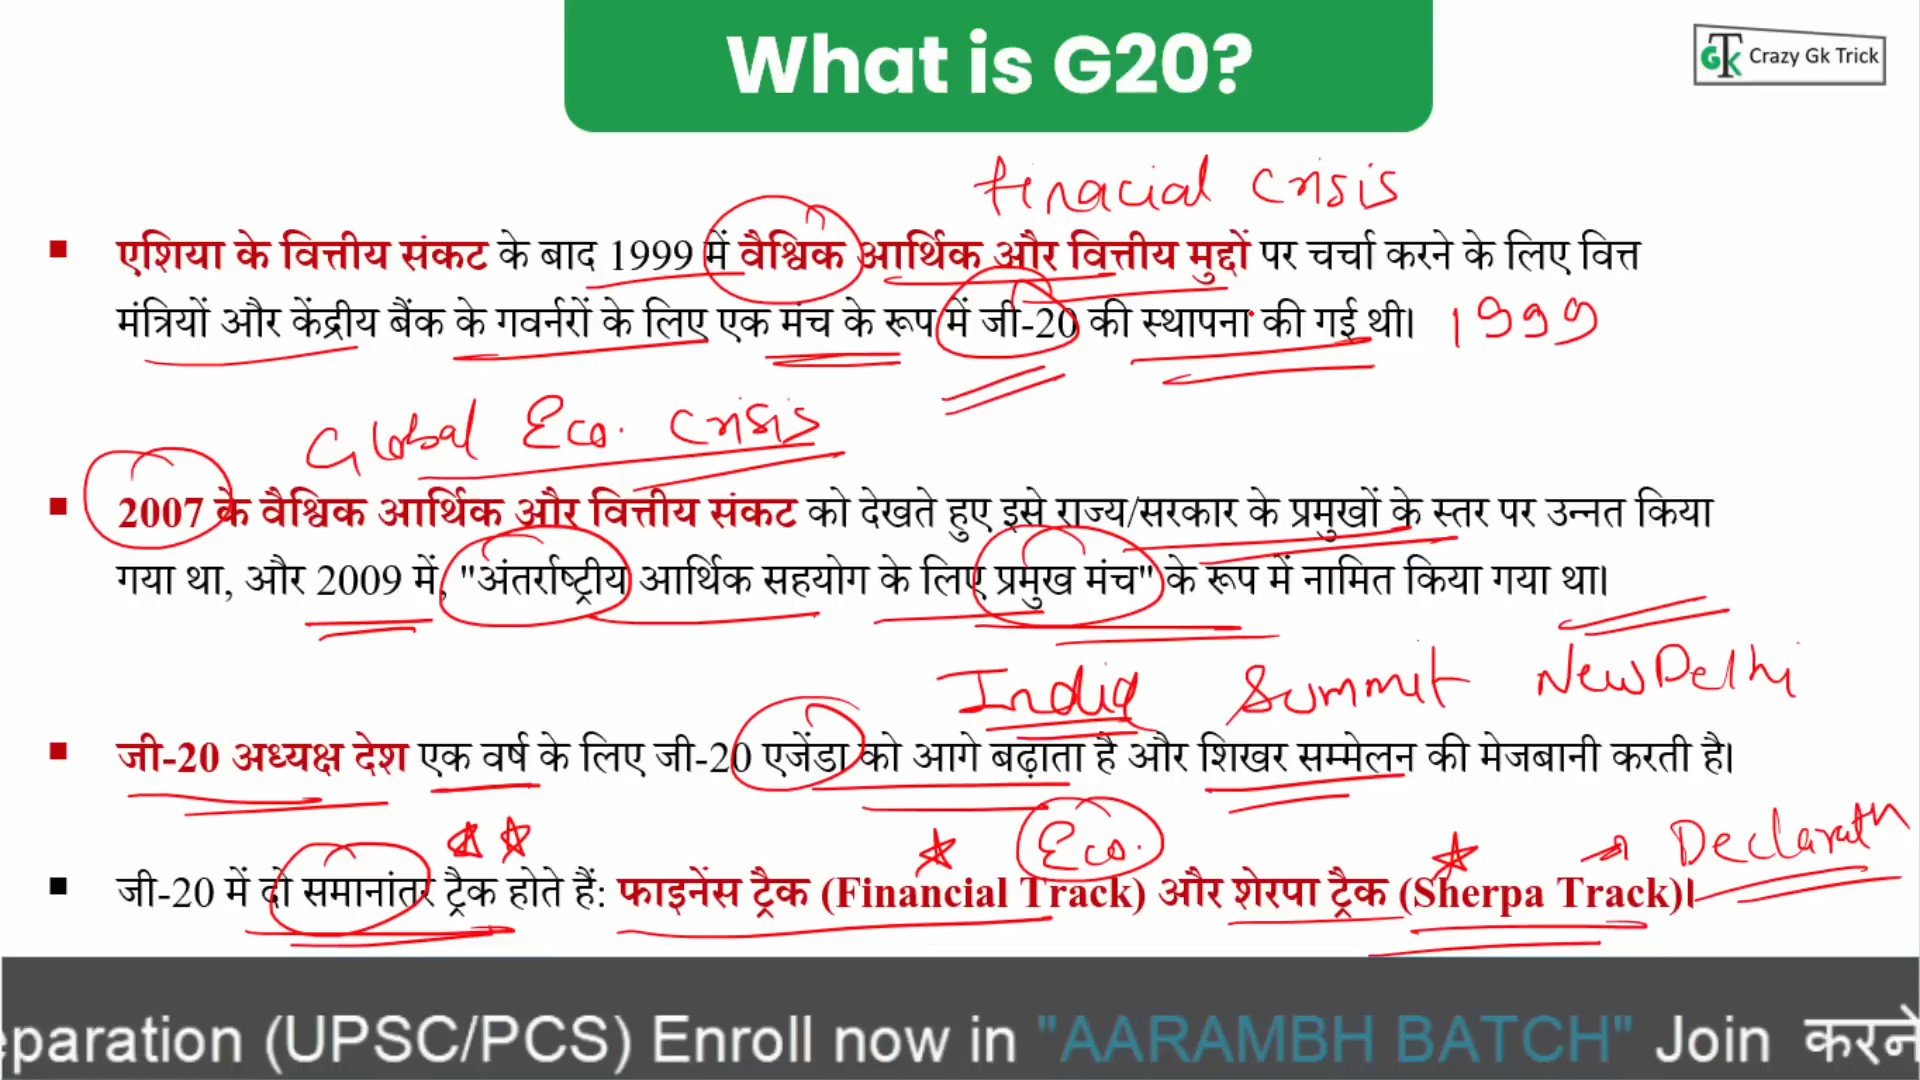 What is G20?
GTK Crazy Gk Trick
Finacial Crisis
▪ एशिया के वित्तीय संकट के बाद 1999 में वैश्विक आर्थिक और वित्तीय मुद्दों पर चर्चा करने के लिए वित्त
मंत्रियों और केंद्रीय बैंक के गवर्नरों के लिए एक मंच के रूप में जी-20 की स्थापना की गई थी। 1999
Global Eco. Crisis
▪ 2007 के वैश्विक आर्थिक और वित्तीय संकट को देखते हुए इसे राज्य/सरकार के प्रमुखों के स्तर पर उन्नत किया
गया था, और 2009 में, "अंतर्राष्ट्रीय आर्थिक सहयोग के लिए प्रमुख मंच" के रूप में नामित किया गया था।
India Summit New Delhi
▪ जी-20 अध्यक्ष देश एक वर्ष के लिए जी-20 एजेंडा को आगे बढ़ाता है और शिखर सम्मेलन की मेजबानी करती है।
Eco.
▪ जी-20 में दो समानांतर ट्रैक होते हैं: फाइनेंस ट्रैक (Financial Track) और शेरपा ट्रैक (Sherpa Track)।
eparation (UPSC/PCS) Enroll now in "AARAMBH BATCH" Join करने